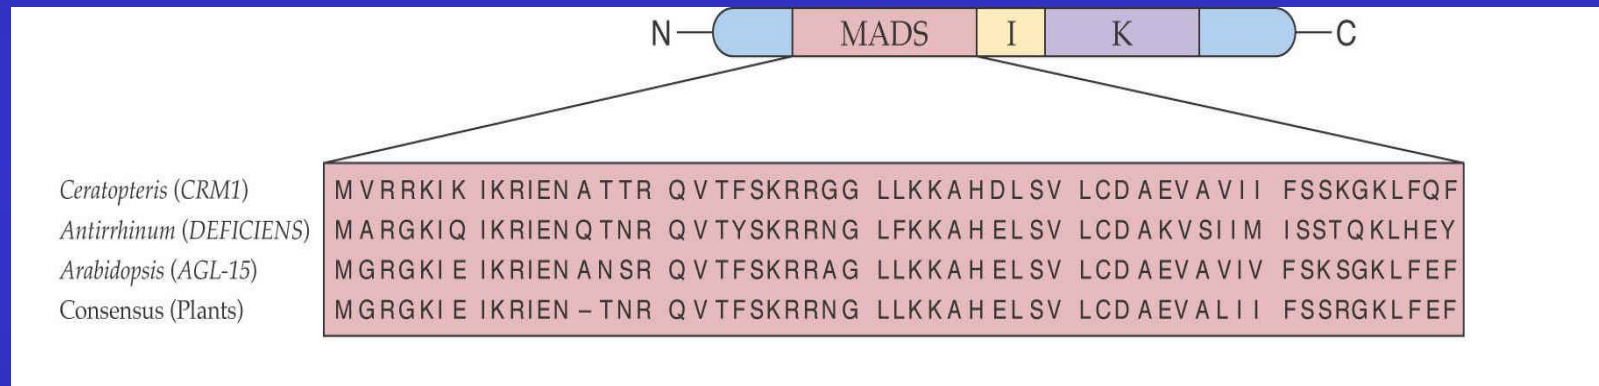 N MADS I K C
Ceratopteris (CRM1) MVRRKIK IKRIENATTR QVTFSKRRGG LLKKAHDLSV LCDAEVAVII FSSKGKLFQF
Antirrhinum (DEFICIENS) MARGKIQ IKRIENQTNR QVTYSKRRNG LFKKAHELSV LCDAKVSIIM ISSTQKLHEY
Arabidopsis (AGL-15) MGRGKIE IKRIENANSR QVTFSKRRAG LLKKAHELSV LCDAEVAVIV FSKSGKLFEF
Consensus (Plants) MGRGKIE IKRIEN–TNR QVTFSKRRNG LLKKAHELSV LCDAEVALII FSSRGKLFEF